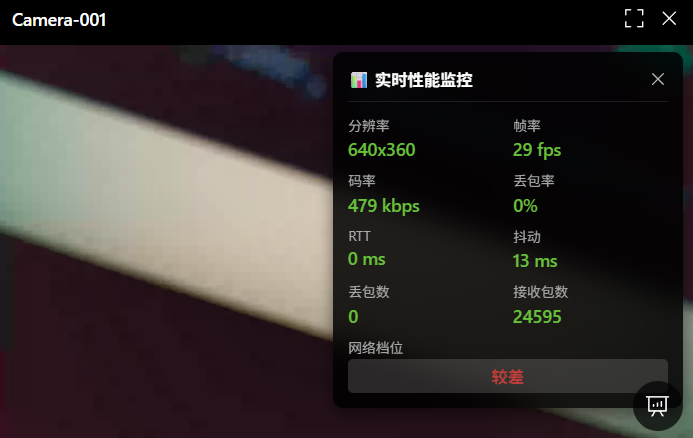 Camera-001
实时性能监控
分辨率 帧率
640x360 29 fps
码率 丢包率
479 kbps 0%
RTT 抖动
0 ms 13 ms
丢包数 接收包数
0 24595
网络档位
较差